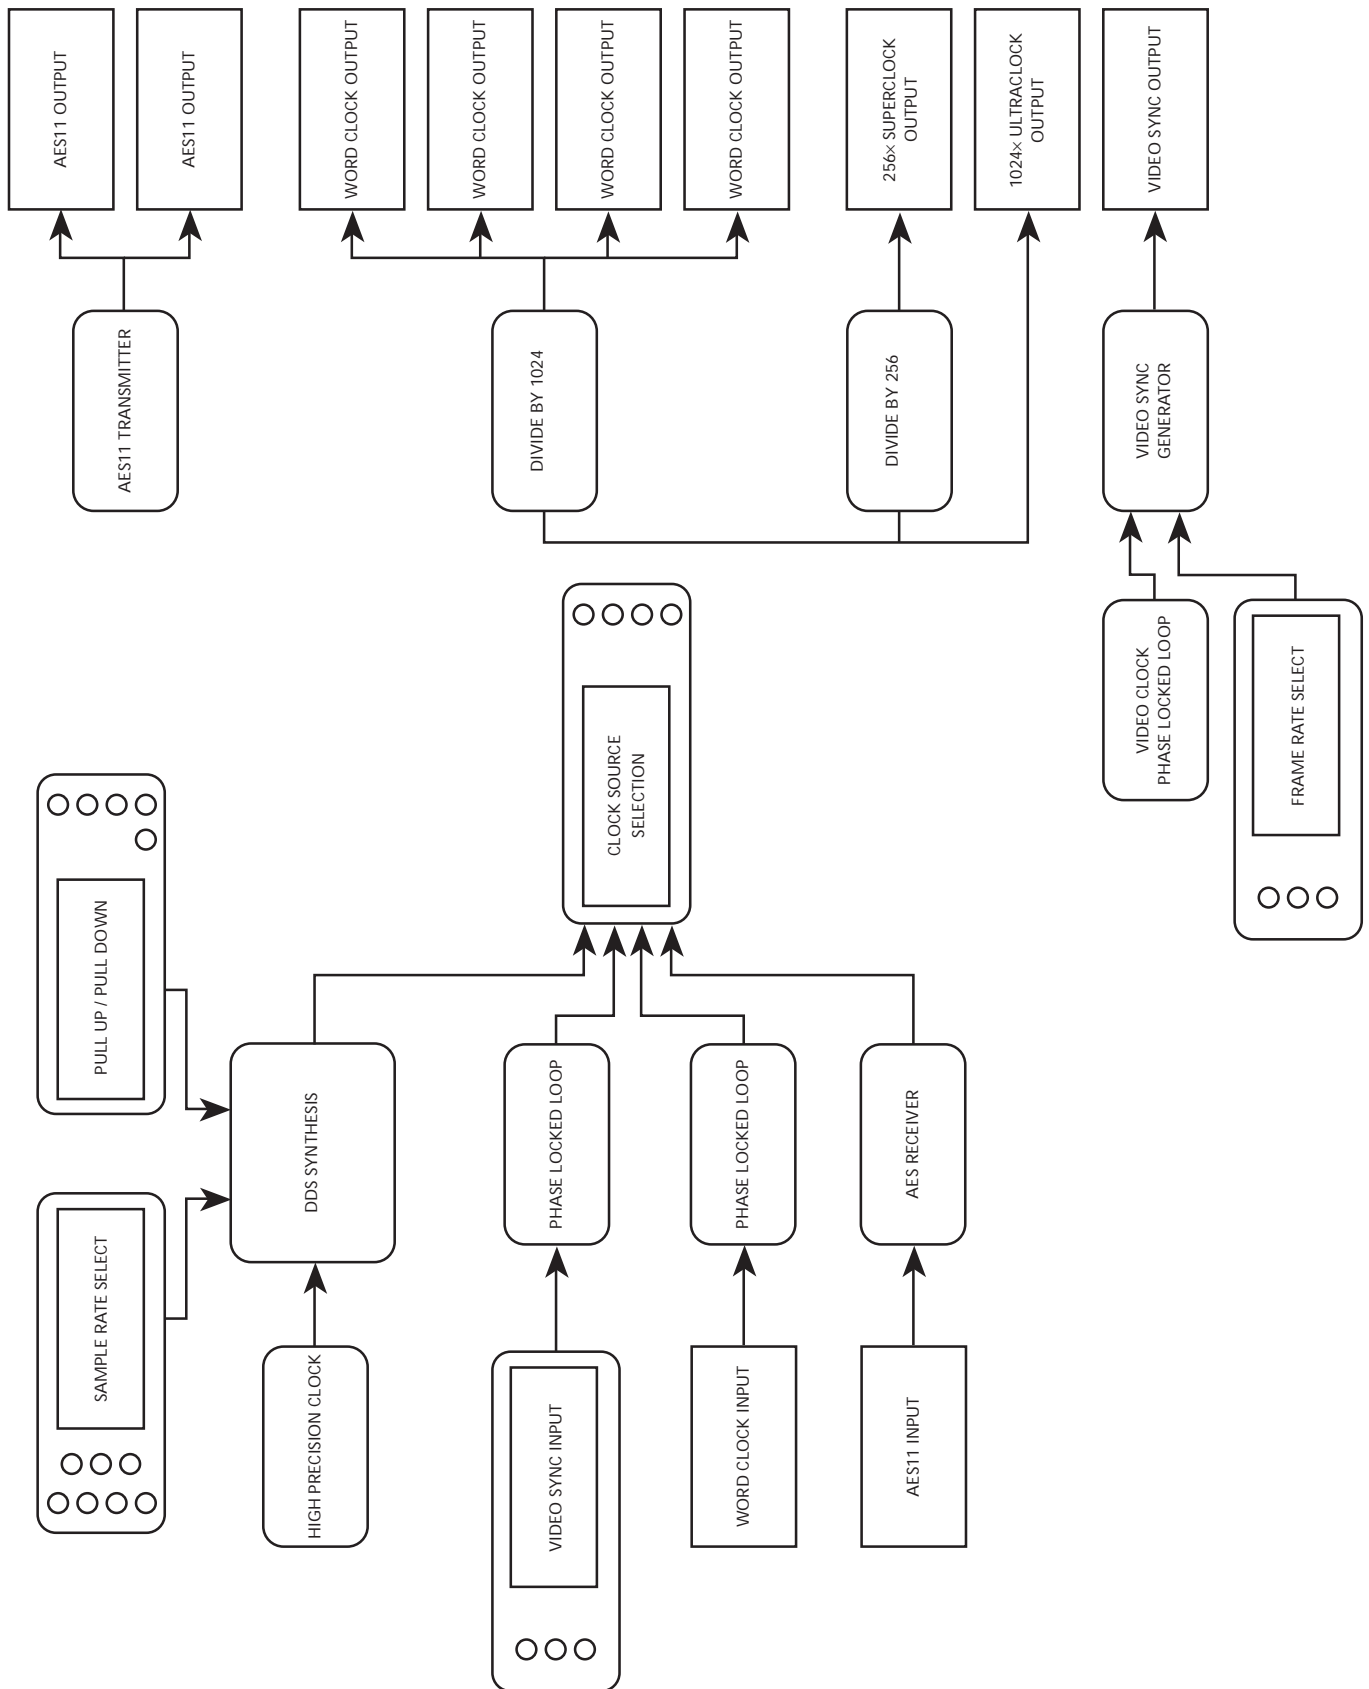 SAMPLE RATE SELECT
PULL UP / PULL DOWN
HIGH PRECISION CLOCK
DDS SYNTHESIS
VIDEO SYNC INPUT
PHASE LOCKED LOOP
WORD CLOCK INPUT
PHASE LOCKED LOOP
AES11 INPUT
AES RECEIVER
CLOCK SOURCE
SELECTION
AES11 TRANSMITTER
AES11 OUTPUT
AES11 OUTPUT
DIVIDE BY 1024
WORD CLOCK OUTPUT
WORD CLOCK OUTPUT
WORD CLOCK OUTPUT
WORD CLOCK OUTPUT
DIVIDE BY 256
256× SUPERCLOCK
OUTPUT
1024× ULTRACLOCK
OUTPUT
VIDEO CLOCK
PHASE LOCKED LOOP
FRAME RATE SELECT
VIDEO SYNC
GENERATOR
VIDEO SYNC OUTPUT